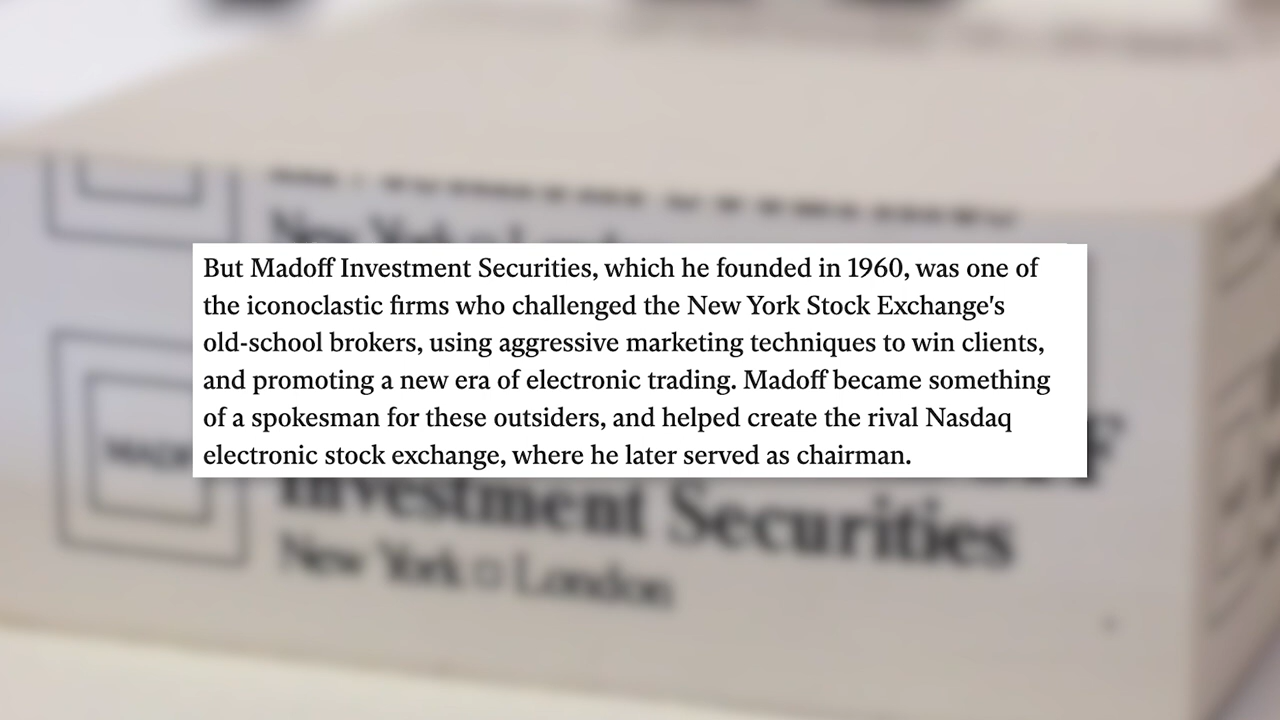 New York □ London
But Madoff Investment Securities, which he founded in 1960, was one of
the iconoclastic firms who challenged the New York Stock Exchange's
old-school brokers, using aggressive marketing techniques to win clients,
and promoting a new era of electronic trading. Madoff became something
of a spokesman for these outsiders, and helped create the rival Nasdaq
electronic stock exchange, where he later served as chairman.
Investment Securities
New York □ London